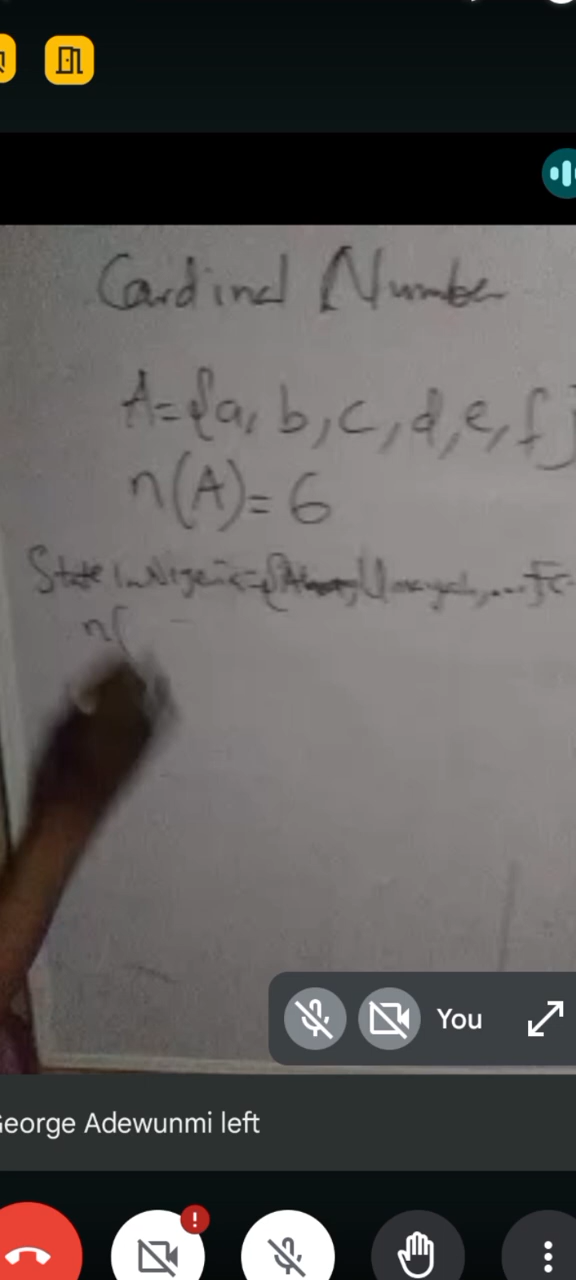 Cardinal Number
A={a, b, c, d, e, f}
n(A)=6
State in Nigeria={
n(
You
George Adewunmi left